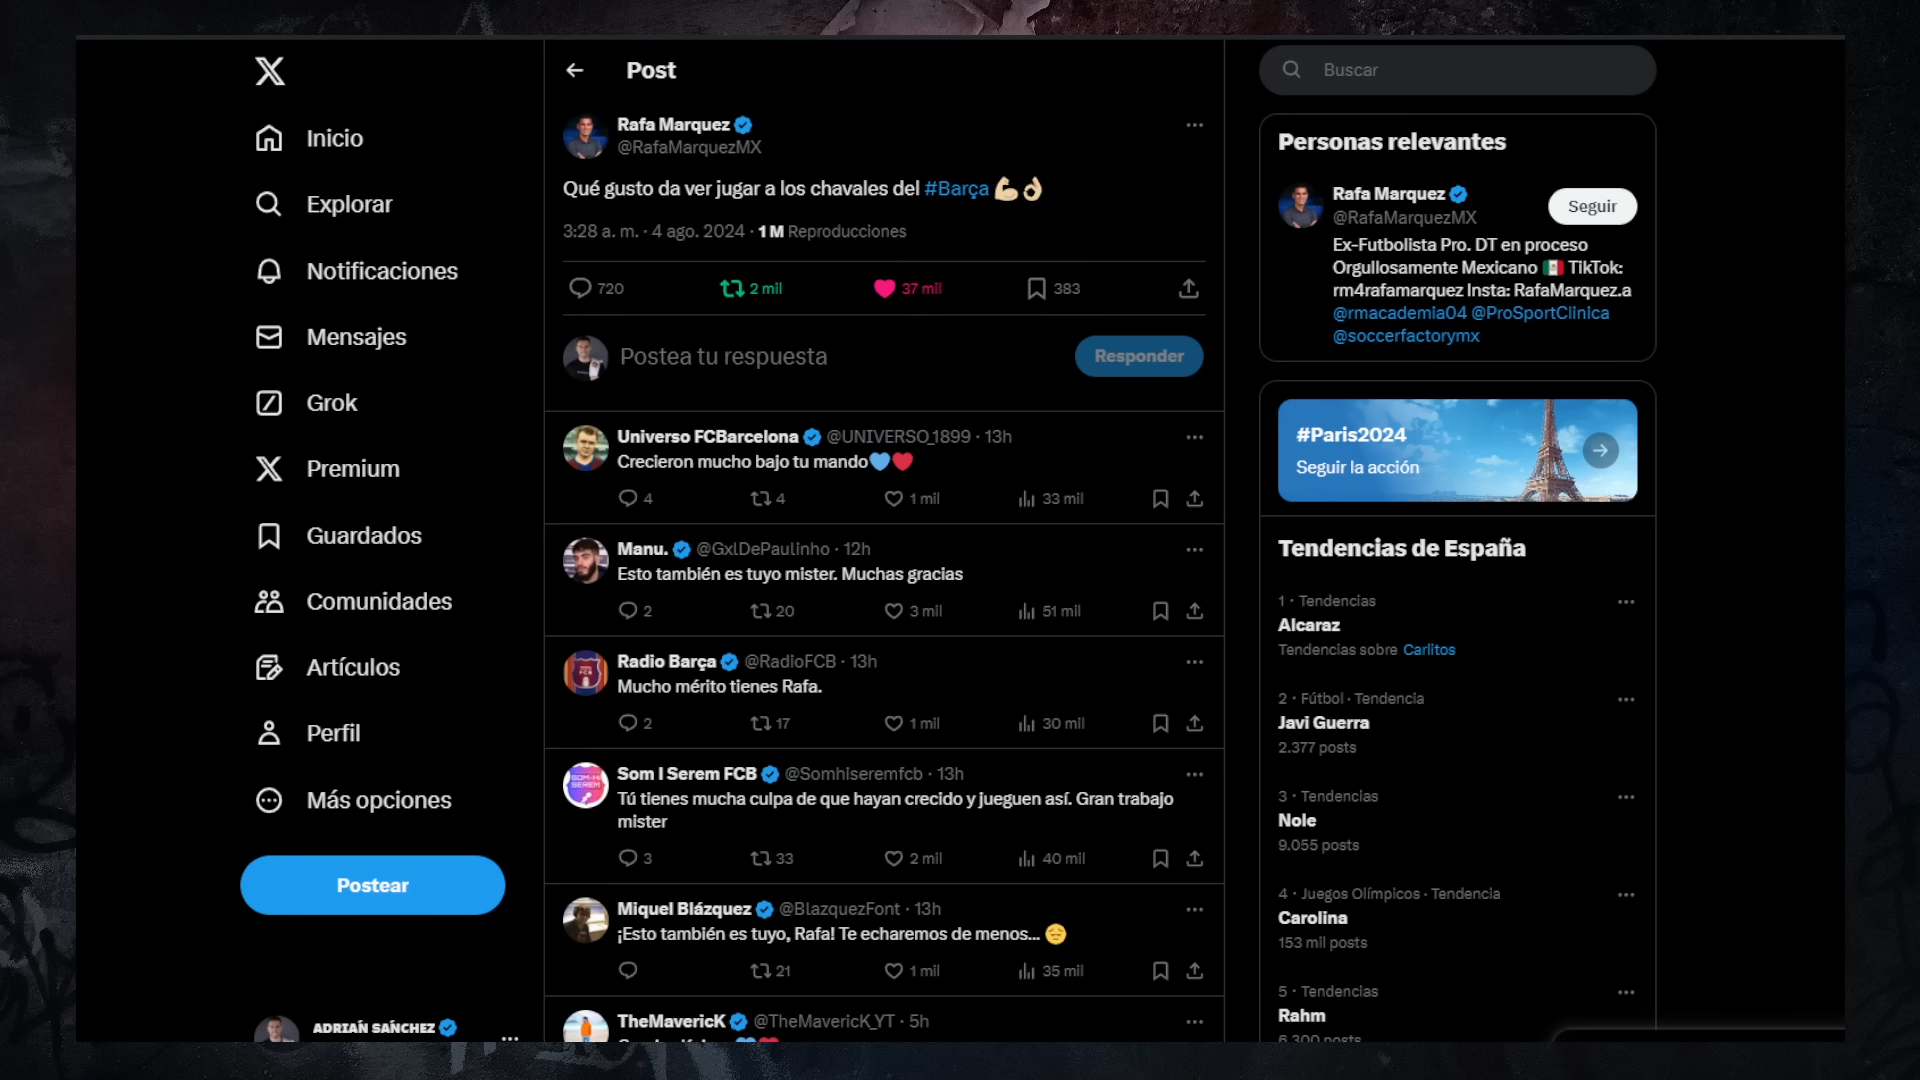 Inicio
Explorar
Notificaciones
Mensajes
Grok
Premium
Guardados
Comunidades
Artículos
Perfil
Más opciones
Postear
ADRIÁN SÁNCHEZ
Post
Rafa Marquez
@RafaMarquezMX
Qué gusto da ver jugar a los chavales del #Barça 💪🏼👌🏼
3:28 a. m. · 4 ago. 2024 · 1 M Reproducciones
720 2 mil 37 mil 383
Postea tu respuesta
Responder
Universo FCBarcelona @UNIVERSO_1899 · 13h
Crecieron mucho bajo tu mando💙❤️
4 4 1 mil 33 mil
Manu. @GxlDePaulinho · 12h
Esto también es tuyo mister. Muchas gracias
2 20 3 mil 51 mil
Radio Barça @RadioFCB · 13h
Mucho mérito tienes Rafa.
2 17 1 mil 30 mil
SOM-HI
SEREM
Som I Serem FCB @Somhiseremfcb · 13h
Tú tienes mucha culpa de que hayan crecido y jueguen así. Gran trabajo
mister
3 33 2 mil 40 mil
Miquel Blázquez @BlazquezFont · 13h
¡Esto también es tuyo, Rafa! Te echaremos de menos... 😔
21 1 mil 35 mil
TheMavericK @TheMavericK_YT · 5h
Buscar
Personas relevantes
Rafa Marquez
@RafaMarquezMX
Seguir
Ex-Futbolista Pro. DT en proceso
Orgullosamente Mexicano 🇲🇽 TikTok:
rm4rafamarquez Insta: RafaMarquez.a
@rmacademia04 @ProSportClinica
@soccerfactorymx
#Paris2024
Seguir la acción
Tendencias de España
1 · Tendencias
Alcaraz
Tendencias sobre Carlitos
2 · Fútbol · Tendencia
Javi Guerra
2.377 posts
3 · Tendencias
Nole
9.055 posts
4 · Juegos Olímpicos · Tendencia
Carolina
153 mil posts
5 · Tendencias
Rahm
6.300 posts